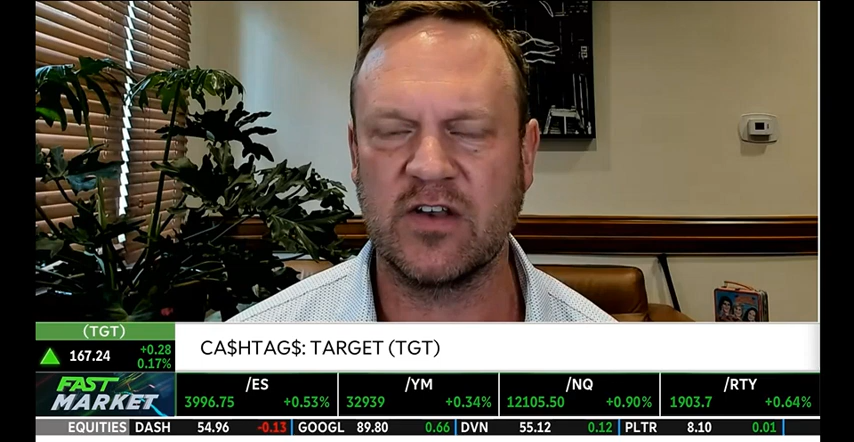 (TGT)
167.24
+0.28
0.17%
CA$HTAG$: TARGET (TGT)
FAST
MARKET
/ES
3996.75 +0.53%
/YM
32939 +0.34%
/NQ
12105.50 +0.90%
/RTY
1903.7 +0.64%
EQUITIES DASH 54.96 -0.13 GOOGL 89.80 0.66 DVN 55.12 0.12 PLTR 8.10 0.01